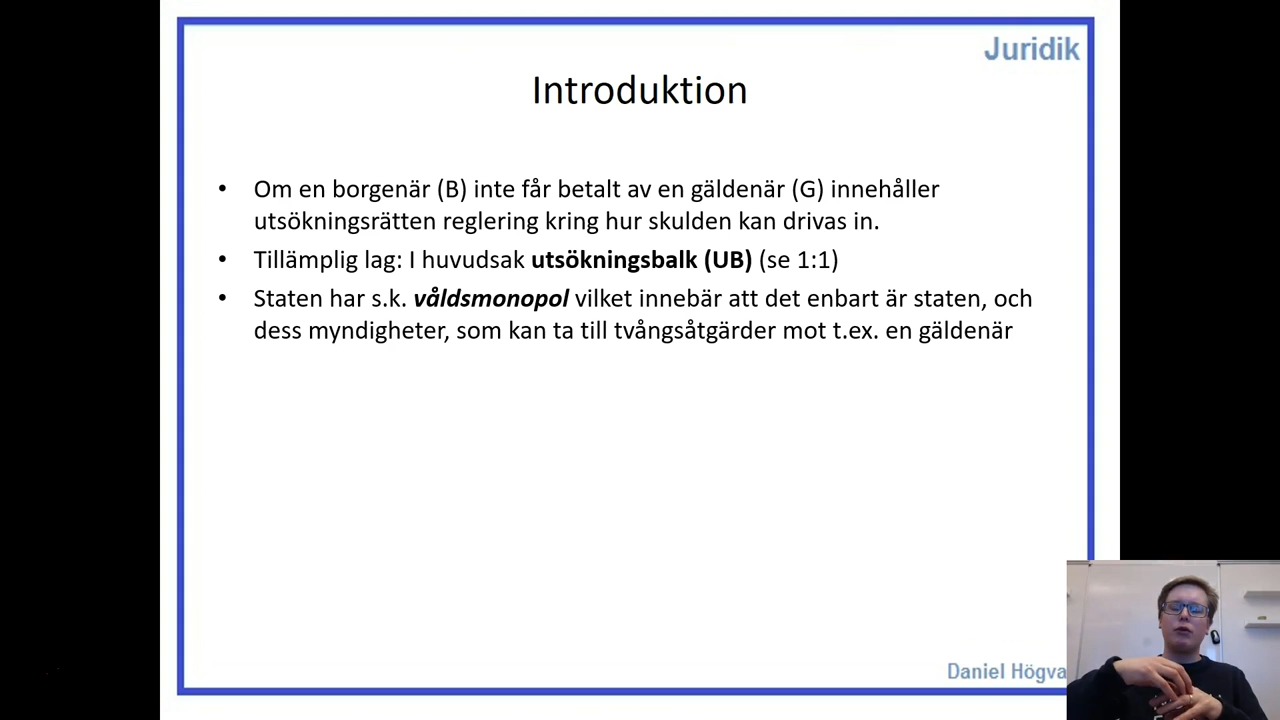 Juridik
Introduktion
• Om en borgenär (B) inte får betalt av en gäldenär (G) innehåller
utsökningsrätten reglering kring hur skulden kan drivas in.
• Tillämplig lag: I huvudsak utsökningsbalk (UB) (se 1:1)
• Staten har s.k. våldsmonopol vilket innebär att det enbart är staten, och
dess myndigheter, som kan ta till tvångsåtgärder mot t.ex. en gäldenär
Daniel Högva